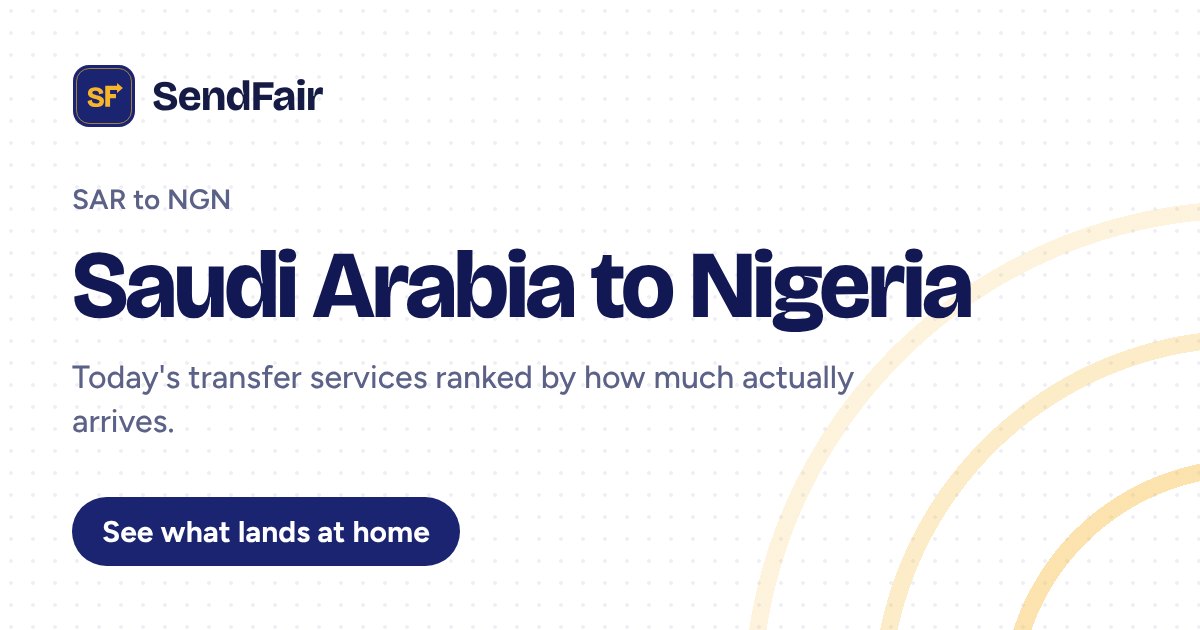 SF
SendFair
SAR to NGN
Saudi Arabia to Nigeria
Today's transfer services ranked by how much actually
arrives.
See what lands at home